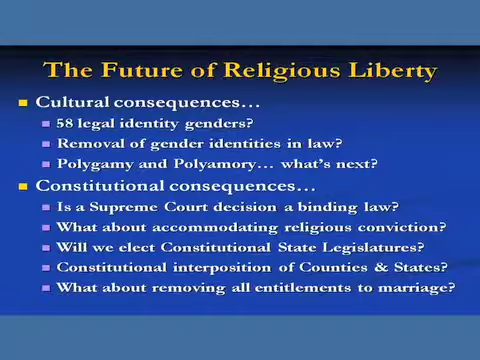 The Future of Religious Liberty
Cultural consequences…
58 legal identity genders?
Removal of gender identities in law?
Polygamy and Polyamory… what's next?
Constitutional consequences…
Is a Supreme Court decision a binding law?
What about accommodating religious conviction?
Will we elect Constitutional State Legislatures?
Constitutional interposition of Counties & States?
What about removing all entitlements to marriage?